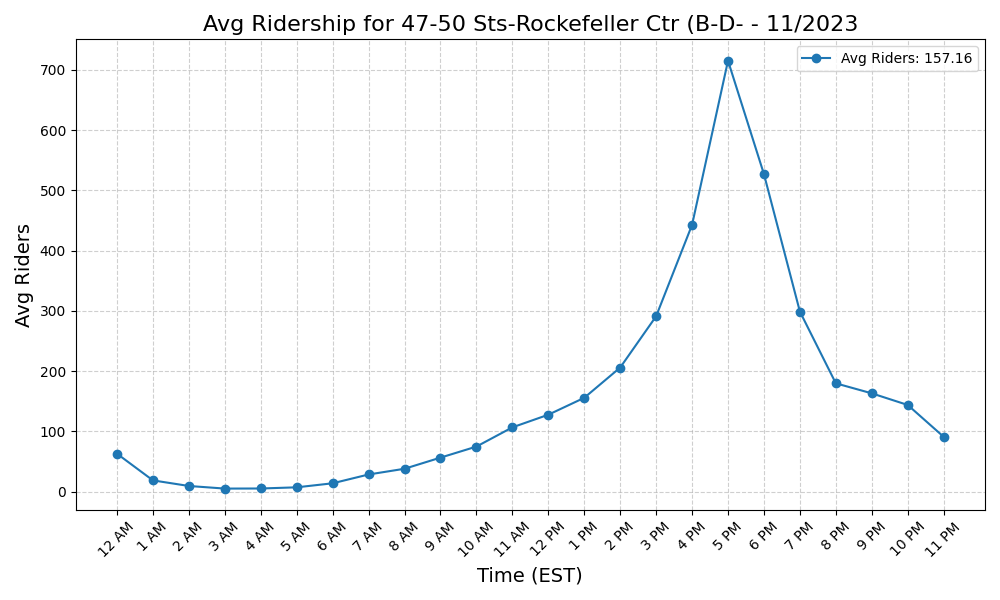 Avg Ridership for 47-50 Sts-Rockefeller Ctr (B-D- - 11/2023
Avg Riders: 157.16
Avg Riders
700
600
500
400
300
200
100
0
12 AM
1 AM
2 AM
3 AM
4 AM
5 AM
6 AM
7 AM
8 AM
9 AM
10 AM
11 AM
12 PM
1 PM
2 PM
3 PM
4 PM
5 PM
6 PM
7 PM
8 PM
9 PM
10 PM
11 PM
Time (EST)